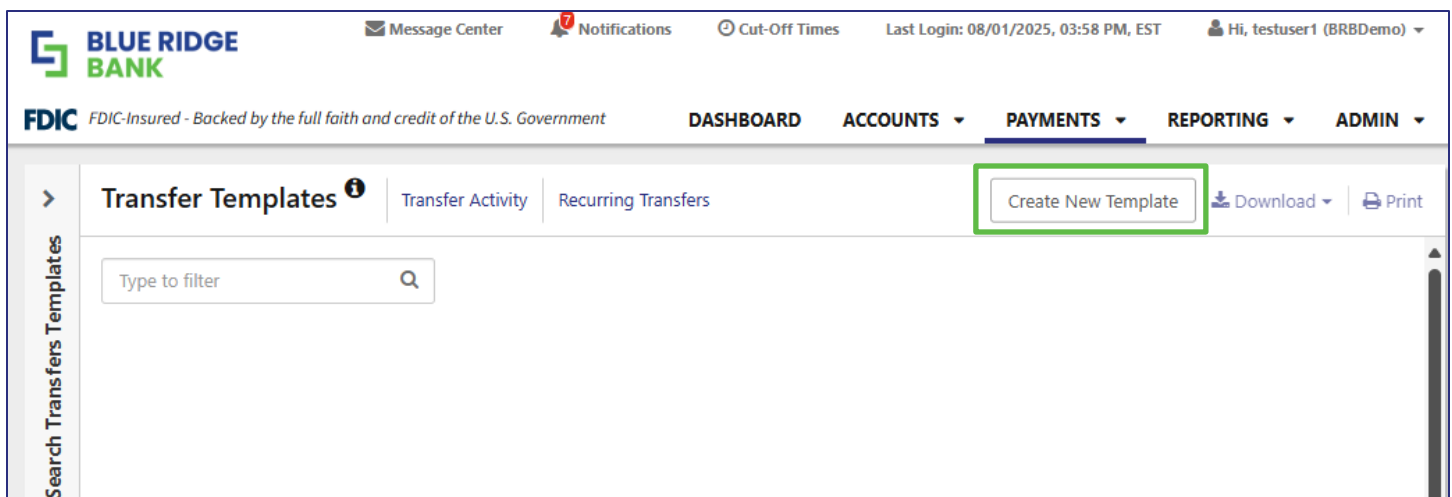 BLUE RIDGE
BANK
Message Center
7
Notifications
Cut-Off Times
Last Login: 08/01/2025, 03:58 PM, EST
Hi, testuser1 (BRBDemo)
FDIC FDIC-Insured - Backed by the full faith and credit of the U.S. Government
DASHBOARD
ACCOUNTS
PAYMENTS
REPORTING
ADMIN
Transfer Templates
Transfer Activity
Recurring Transfers
Create New Template
Download
Print
Type to filter
Search Transfers Templates